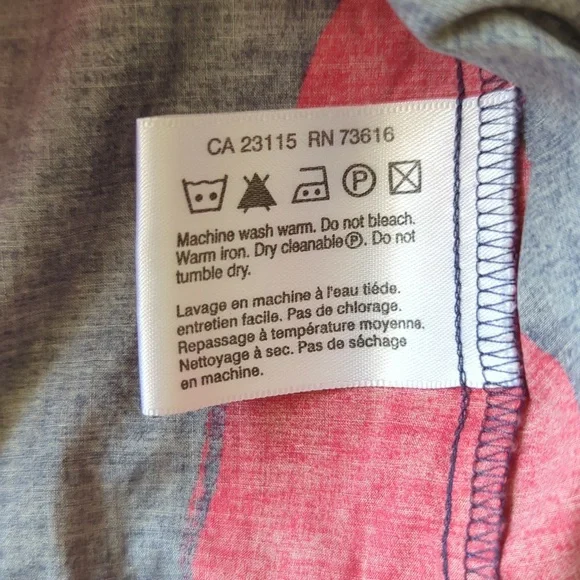 CA 23115 RN 73616
P
Machine wash warm. Do not bleach.
Warm iron. Dry cleanable Ⓟ. Do not
tumble dry.
Lavage en machine à l'eau tiéde,
entretien facile. Pas de chlorage.
Repassage à température moyenne.
Nettoyage à sec. Pas de séchage
en machine.